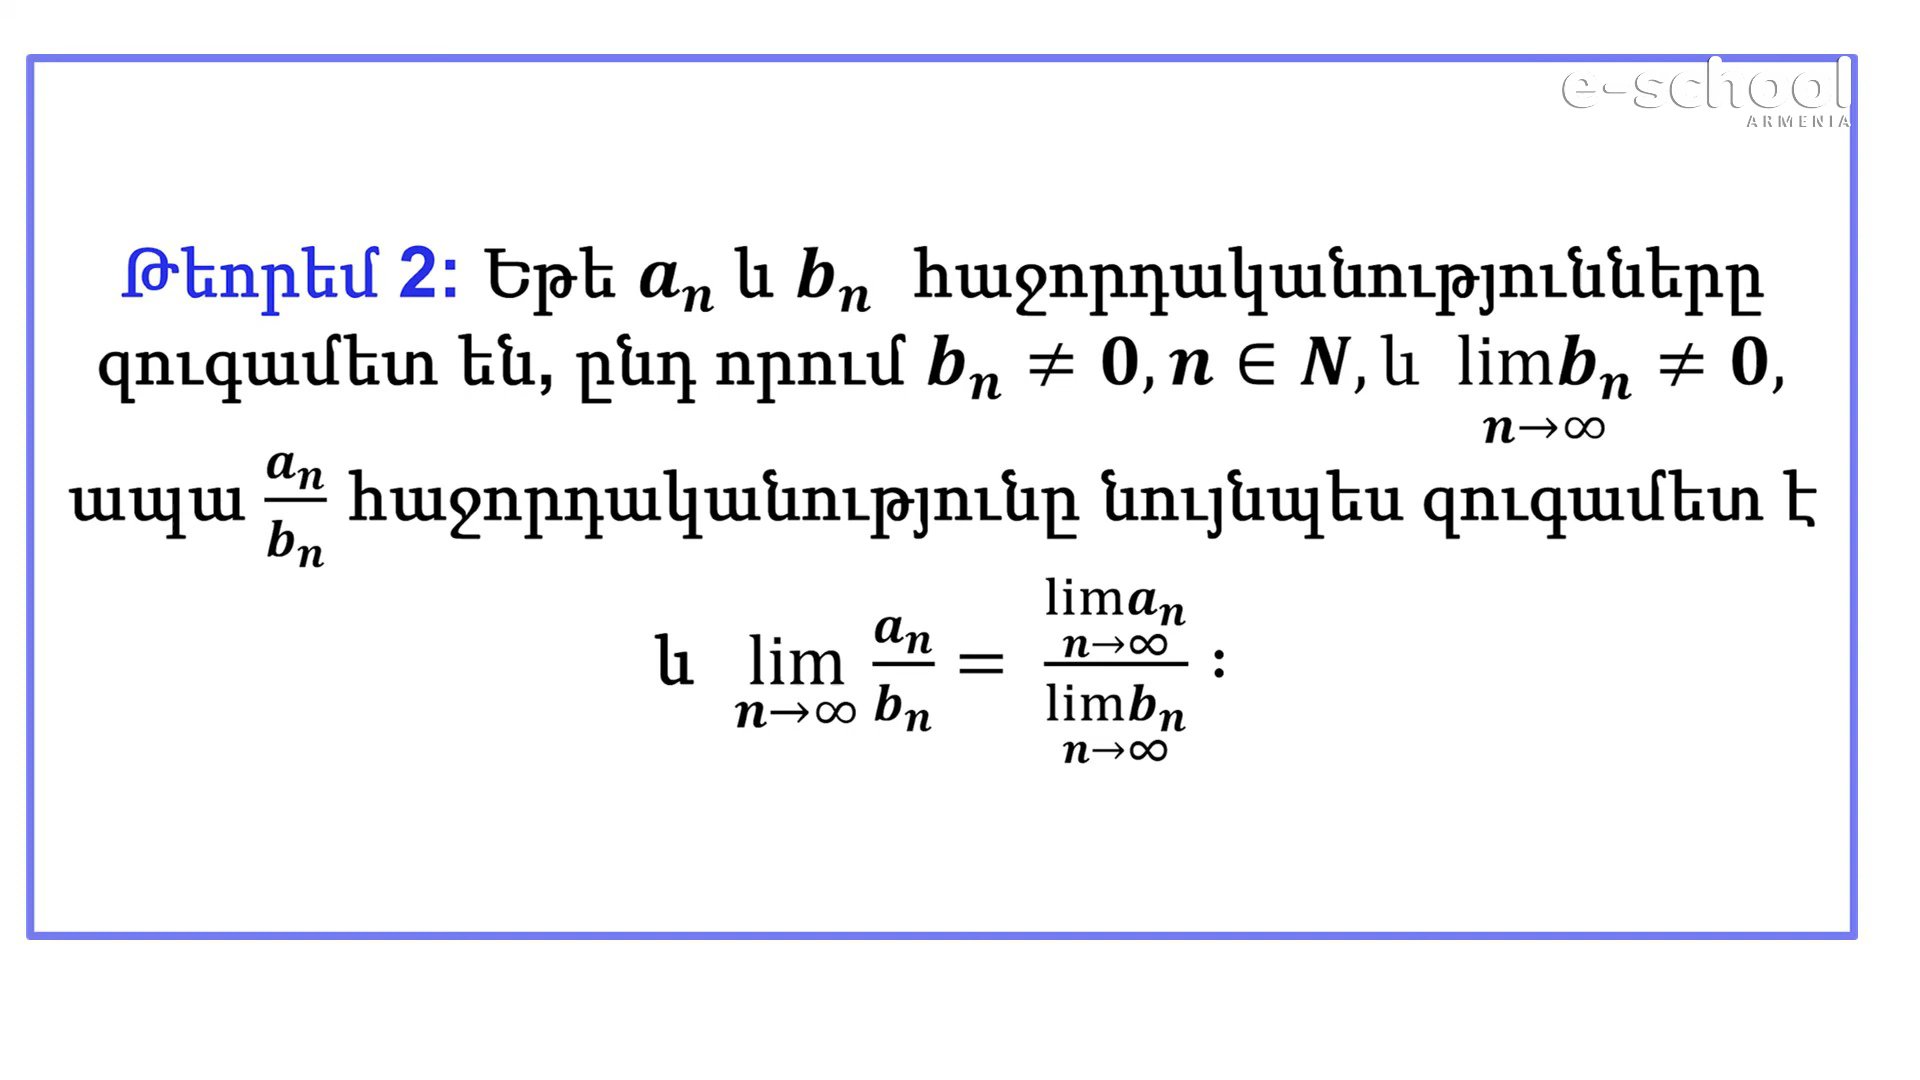 e-school
ARMENIA
Թեորեմ 2: Եթե aₙ և bₙ հաջորդականությունները
զուգամետ են, ընդ որում bₙ ≠ 0, n ∈ N, և lim bₙ ≠ 0,
n→∞
ապա aₙ/bₙ հաջորդականությունը նույնպես զուգամետ է
և lim n→∞ aₙ/bₙ = lim n→∞ aₙ / lim n→∞ bₙ :